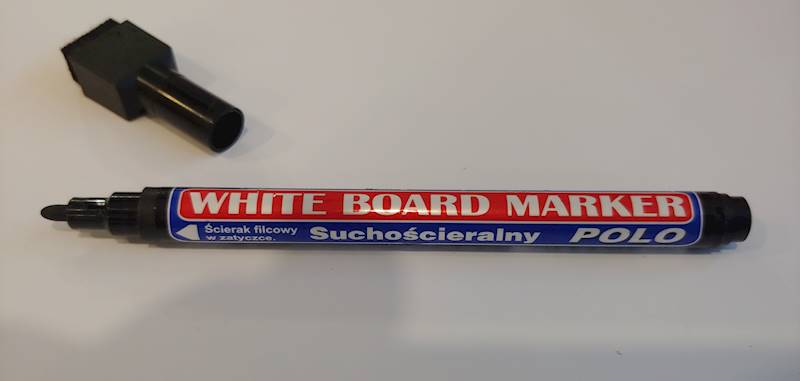 WHITE BOARD MARKER
Ścierak filcowy
w zatyczce.
Suchościeralny
POLO